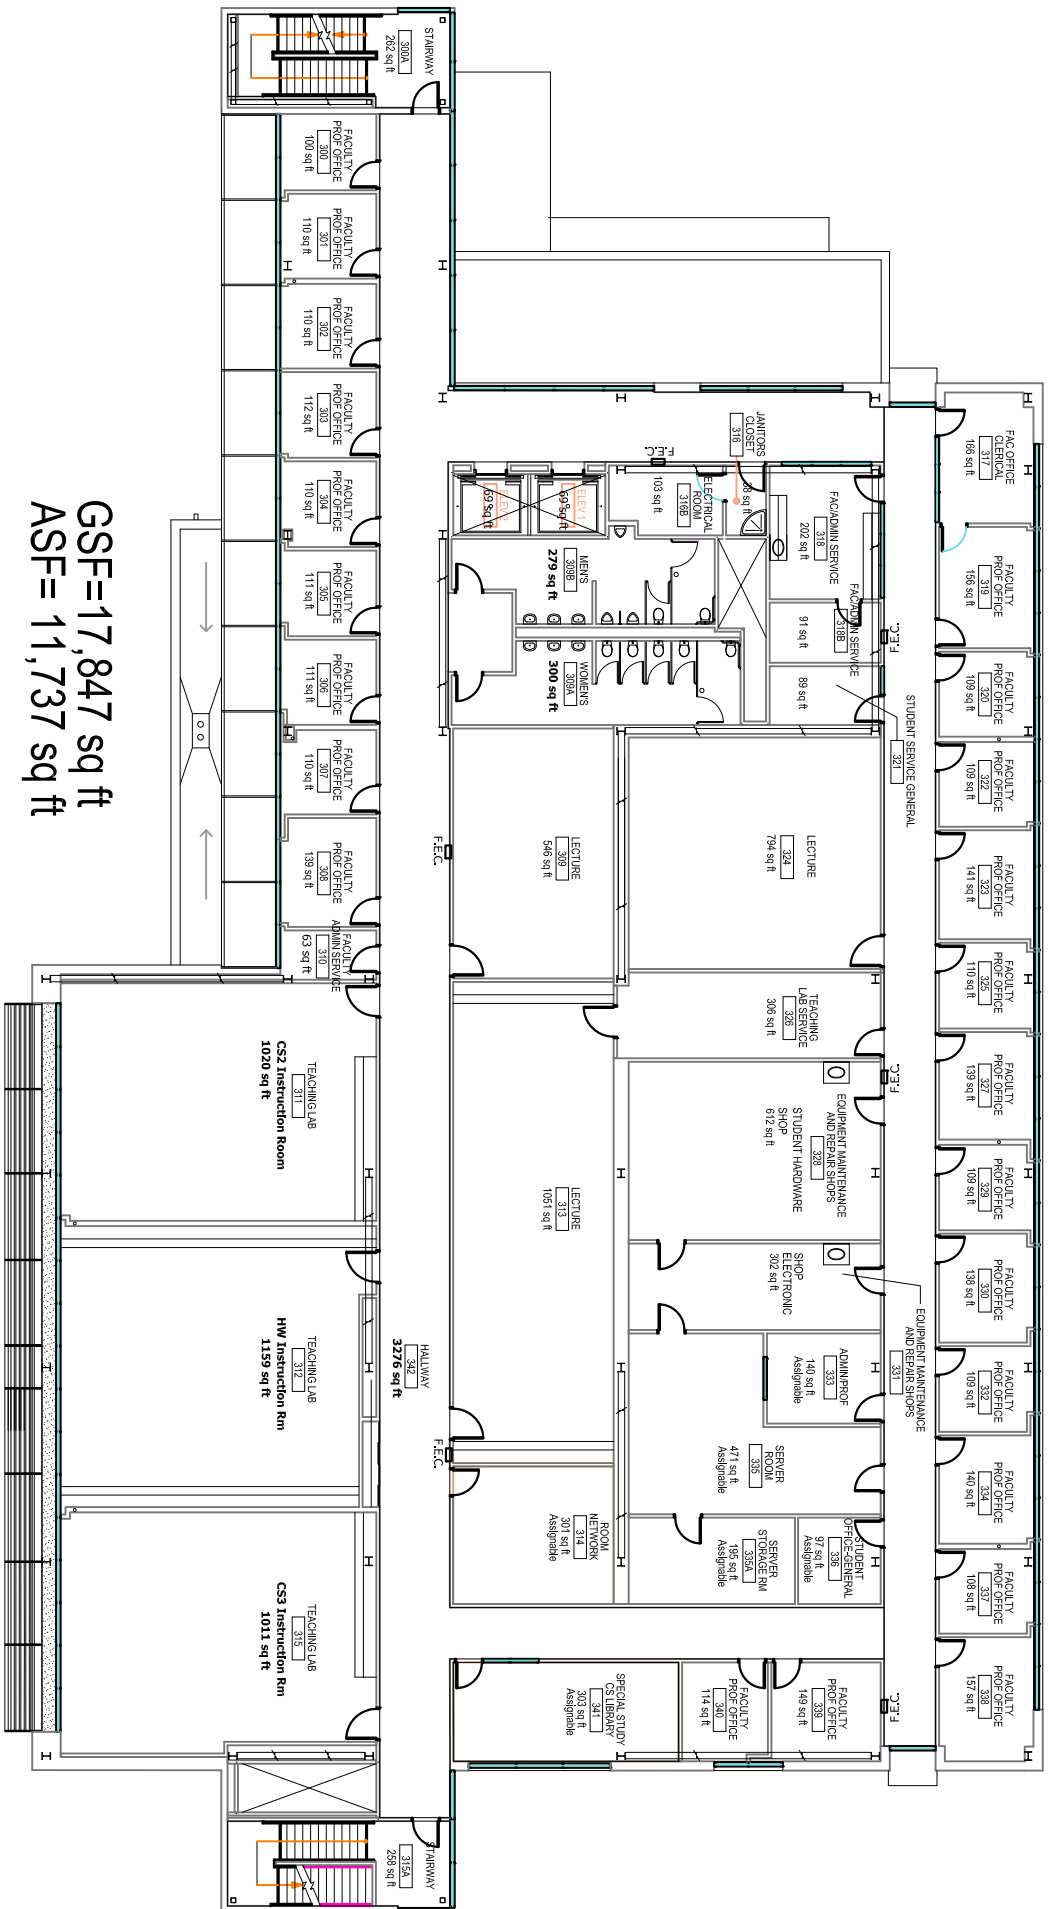 STAIRWAY
300A
262 sq ft
FACULTY
PROF OFFICE
300
100 sq ft
FACULTY
PROF OFFICE
301
110 sq ft
FACULTY
PROF OFFICE
302
110 sq ft
FACULTY
PROF OFFICE
303
112 sq ft
FACULTY
PROF OFFICE
304
110 sq ft
FACULTY
PROF OFFICE
305
111 sq ft
FACULTY
PROF OFFICE
306
111 sq ft
FACULTY
PROF OFFICE
307
110 sq ft
FACULTY
PROF OFFICE
308
139 sq ft
FACULTY
ADMIN SERVICE
310
63 sq ft
TEACHING LAB
311
CS2 Instruction Room
1020 sq ft
TEACHING LAB
312
HW Instruction Rm
1159 sq ft
TEACHING LAB
315
CS3 Instruction Rm
1011 sq ft
STAIRWAY
315A
258 sq ft
HALLWAY
342
3276 sq ft
F.E.C.
F.E.C.
F.E.C.
F.E.C.
F.E.C.
F.E.C.
JANITORS
CLOSET
316
38 sq ft
ELECTRICAL
ROOM
316B
103 sq ft
ELEV 1
69 sq ft
ELEV 2
69 sq ft
MEN'S
309B
279 sq ft
WOMEN'S
309A
300 sq ft
FAC/ADMIN SERVICE
318
202 sq ft
FAC/ADMIN SERVICE
318B
91 sq ft
89 sq ft
STUDENT SERVICE GENERAL
321
LECTURE
309
546 sq ft
LECTURE
324
794 sq ft
LECTURE
313
1051 sq ft
TEACHING
LAB SERVICE
326
306 sq ft
EQUIPMENT MAINTENANCE
AND REPAIR SHOPS
328
STUDENT HARDWARE
SHOP
612 sq ft
SHOP
ELECTRONIC
302 sq ft
EQUIPMENT MAINTENANCE
AND REPAIR SHOPS
331
ADMIN/PROF
333
140 sq ft
Assignable
SERVER
ROOM
335
471 sq ft
Assignable
SERVER
STORAGE RM
335A
195 sq ft
Assignable
STUDENT
OFFICE-GENERAL
336
97 sq ft
Assignable
ROOM
NETWORK
314
301 sq ft
Assignable
SPECIAL STUDY
CS LIBRARY
341
303 sq ft
Assignable
FACULTY
PROF OFFICE
340
114 sq ft
FACULTY
PROF OFFICE
339
149 sq ft
FAC OFFICE
CLERICAL
317
166 sq ft
FACULTY
PROF OFFICE
319
156 sq ft
FACULTY
PROF OFFICE
320
109 sq ft
FACULTY
PROF OFFICE
322
109 sq ft
FACULTY
PROF OFFICE
323
141 sq ft
FACULTY
PROF OFFICE
325
110 sq ft
FACULTY
PROF OFFICE
327
139 sq ft
FACULTY
PROF OFFICE
329
109 sq ft
FACULTY
PROF OFFICE
330
138 sq ft
FACULTY
PROF OFFICE
332
109 sq ft
FACULTY
PROF OFFICE
334
140 sq ft
FACULTY
PROF OFFICE
337
108 sq ft
FACULTY
PROF OFFICE
338
157 sq ft
GSF=17,847 sq ft
ASF= 11,737 sq ft